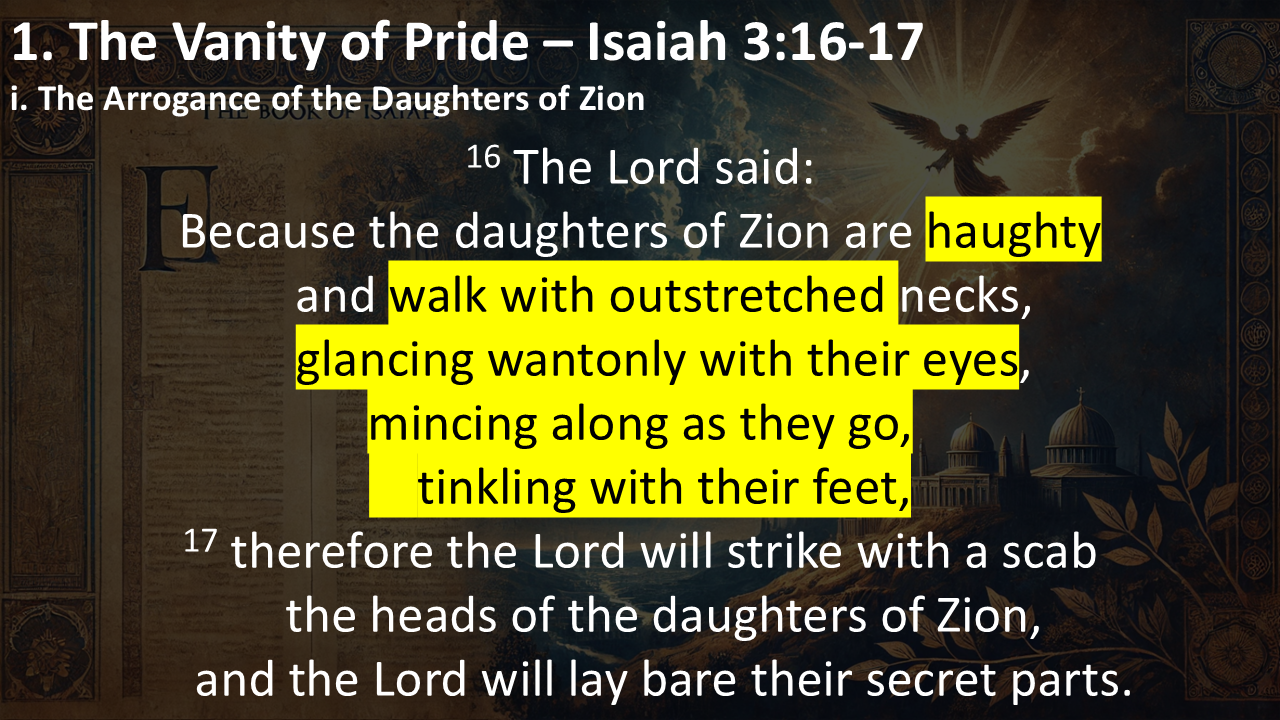 1. The Vanity of Pride – Isaiah 3:16-17
i. The Arrogance of the Daughters of Zion
THE BOOK OF ISAIAH
E
16 The Lord said:
Because the daughters of Zion are haughty
and walk with outstretched necks,
glancing wantonly with their eyes,
mincing along as they go,
tinkling with their feet,
17 therefore the Lord will strike with a scab
the heads of the daughters of Zion,
and the Lord will lay bare their secret parts.